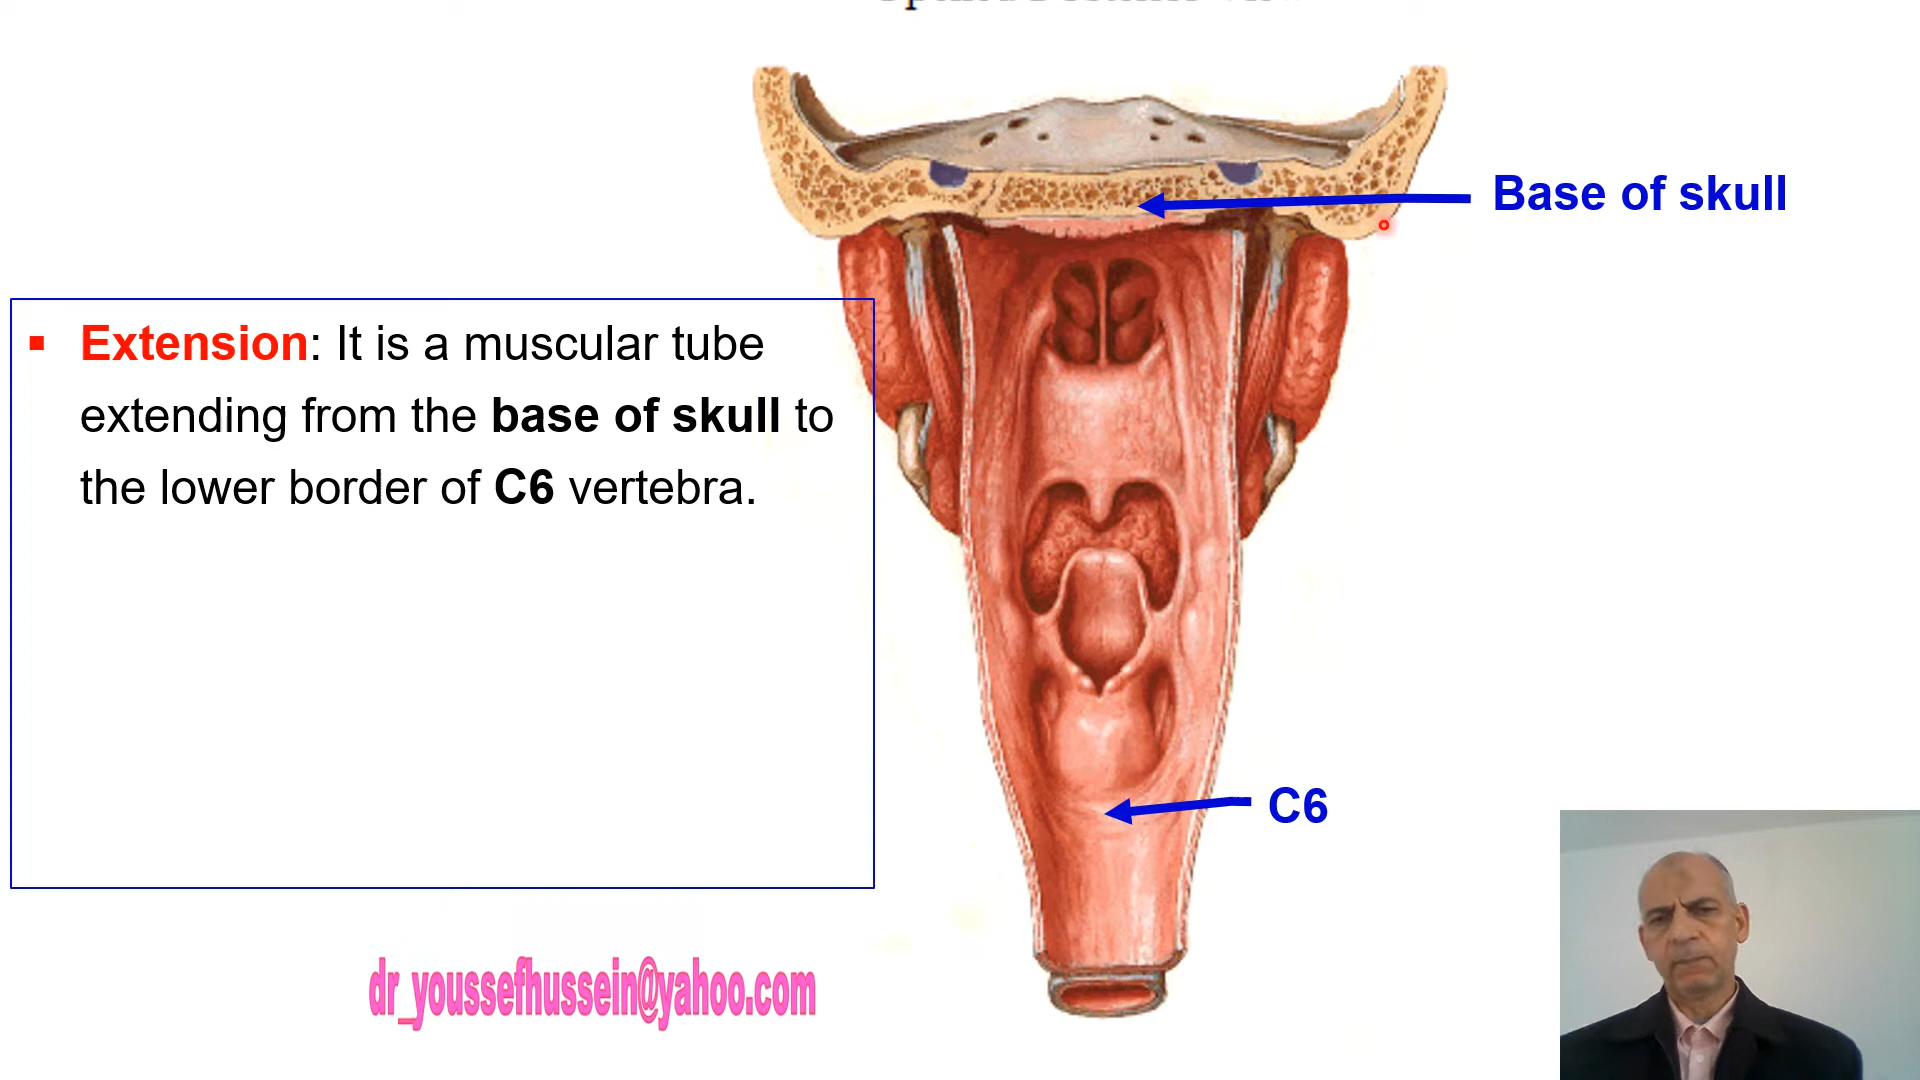 Base of skull
▪ Extension: It is a muscular tube
extending from the base of skull to
the lower border of C6 vertebra.
C6
dr_youssefhussein@yahoo.com